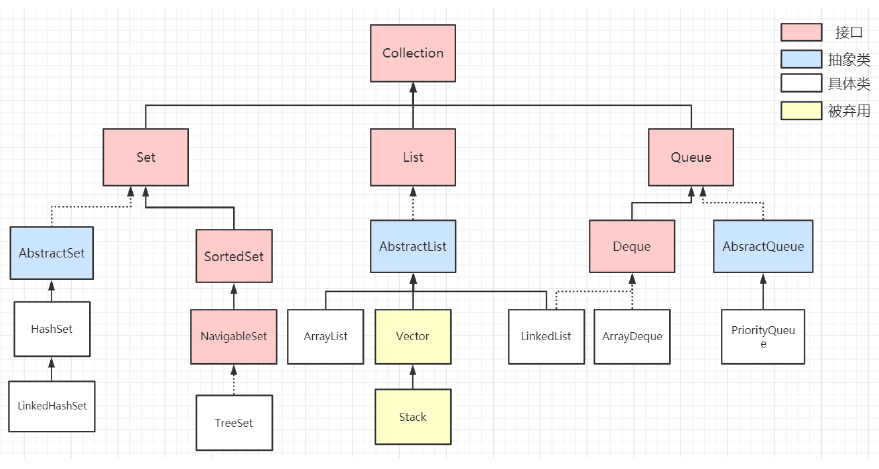 Collection
接口
抽象类
具体类
被弃用
Set
List
Queue
AbstractSet
SortedSet
AbstractList
Deque
AbsractQueue
HashSet
NavigableSet
ArrayList
Vector
LinkedList
ArrayDeque
PriorityQueu
e
LinkedHashSet
TreeSet
Stack